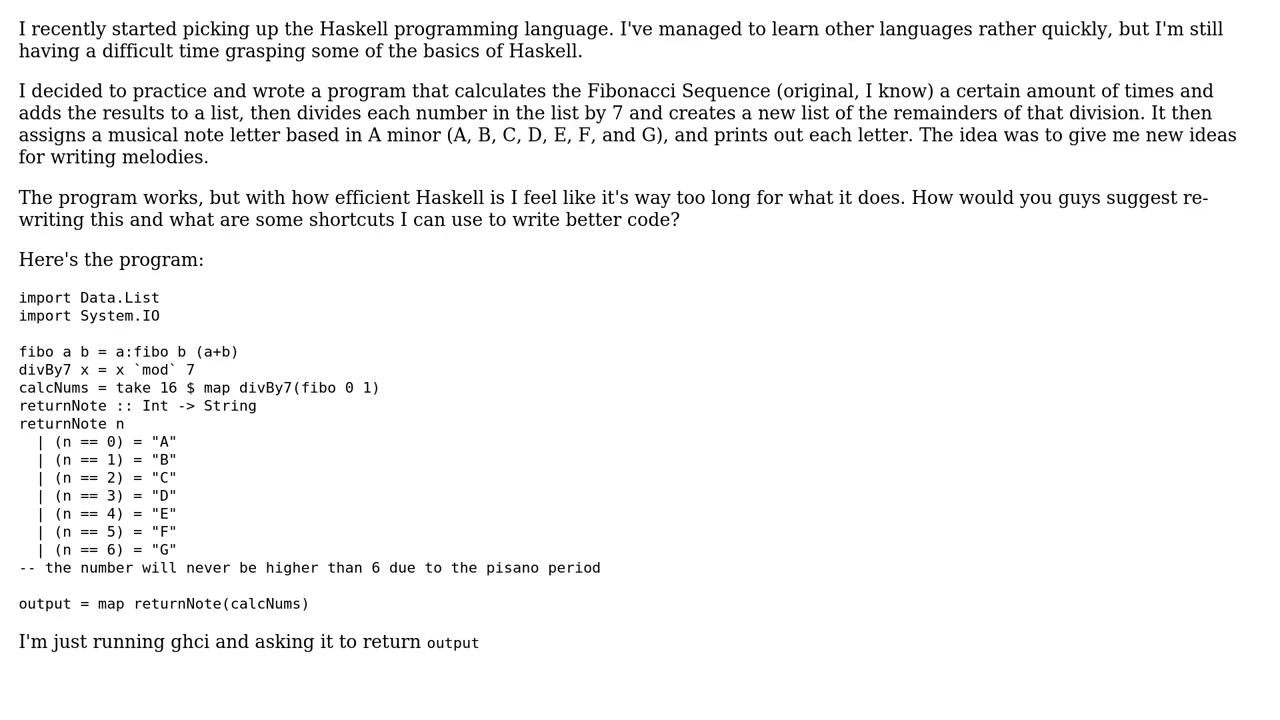 I recently started picking up the Haskell programming language. I've managed to learn other languages rather quickly, but I'm still
having a difficult time grasping some of the basics of Haskell.
I decided to practice and wrote a program that calculates the Fibonacci Sequence (original, I know) a certain amount of times and
adds the results to a list, then divides each number in the list by 7 and creates a new list of the remainders of that division. It then
assigns a musical note letter based in A minor (A, B, C, D, E, F, and G), and prints out each letter. The idea was to give me new ideas
for writing melodies.
The program works, but with how efficient Haskell is I feel like it's way too long for what it does. How would you guys suggest re-
writing this and what are some shortcuts I can use to write better code?
Here's the program:
import Data.List
import System.IO
fibo a b = a:fibo b (a+b)
divBy7 x = x `mod` 7
calcNums = take 16 $ map divBy7(fibo 0 1)
returnNote :: Int -> String
returnNote n
  | (n == 0) = "A"
  | (n == 1) = "B"
  | (n == 2) = "C"
  | (n == 3) = "D"
  | (n == 4) = "E"
  | (n == 5) = "F"
  | (n == 6) = "G"
-- the number will never be higher than 6 due to the pisano period
output = map returnNote(calcNums)
I'm just running ghci and asking it to return output